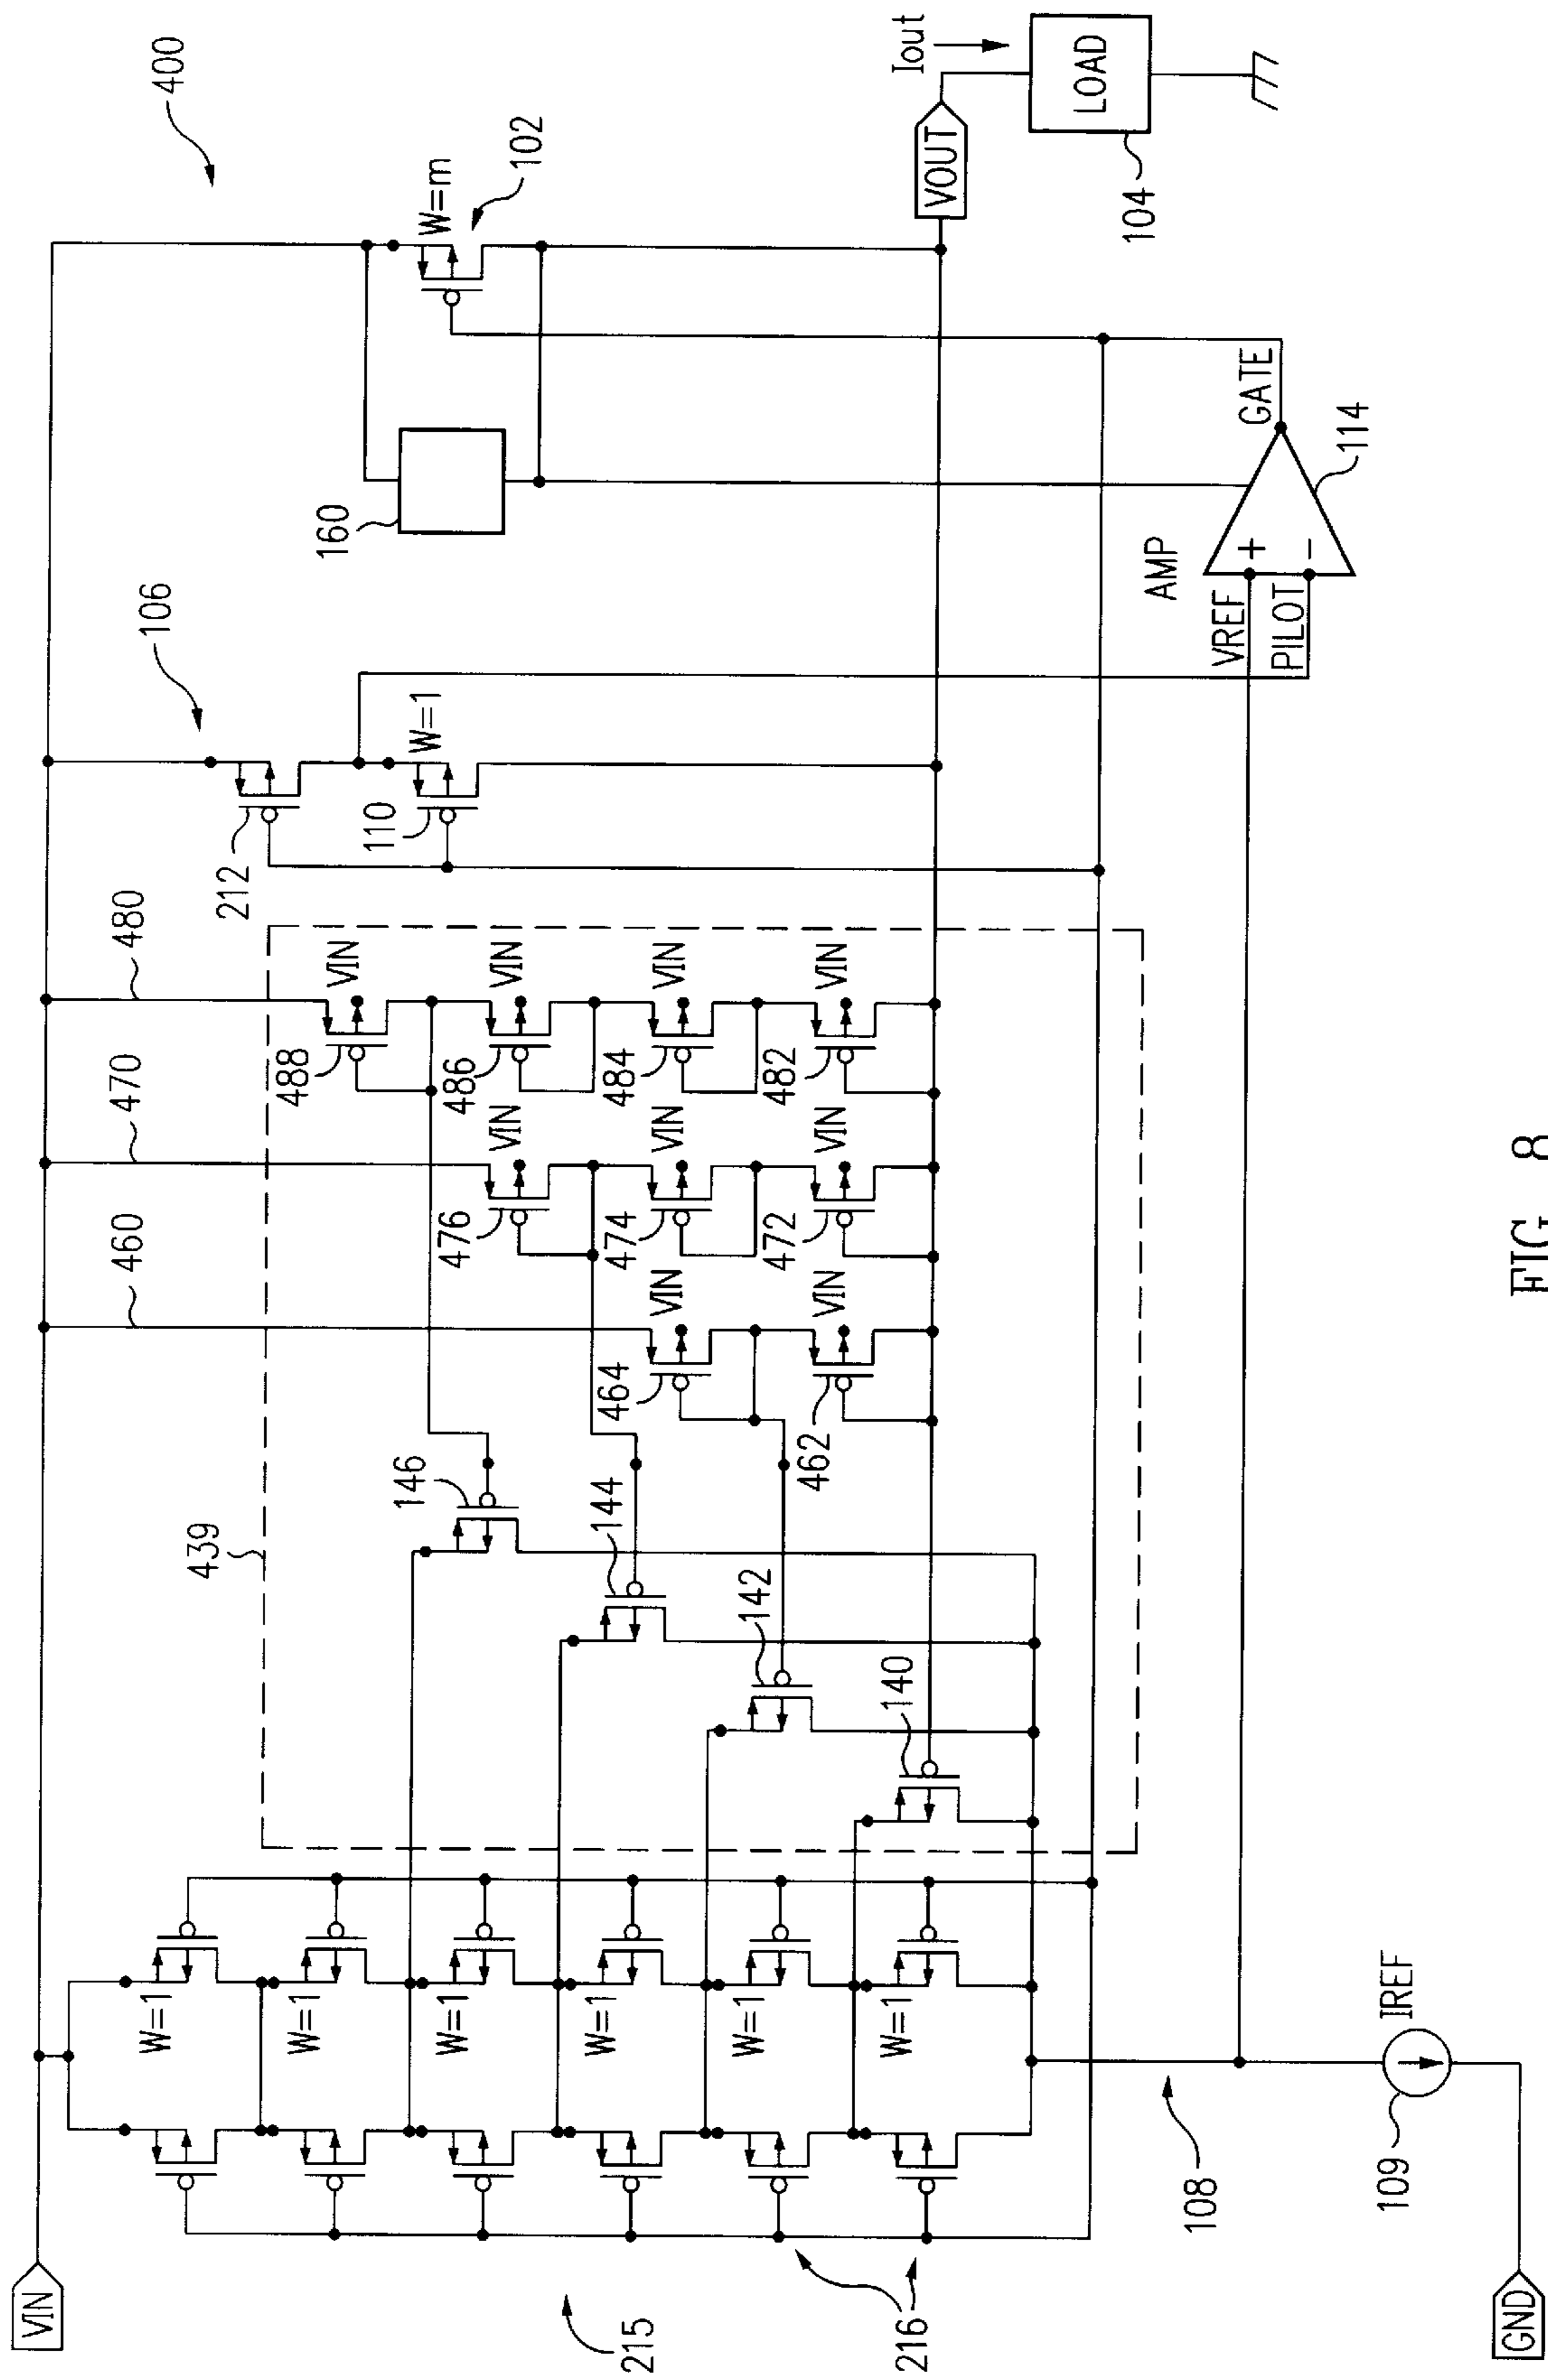 400
VIN
W=m
102
106
160
212
110
W=1
480
470
460
VIN
488
VIN
486
VIN
484
VIN
482
VIN
476
VIN
474
VIN
472
VIN
464
VIN
462
439
146
144
142
140
W=1
W=1
W=1
W=1
W=1
W=1
215
216
108
VOUT
Iout
LOAD
104
AMP
VREF
+
PILOT
-
GATE
114
IREF
109
GND
FIG. 8